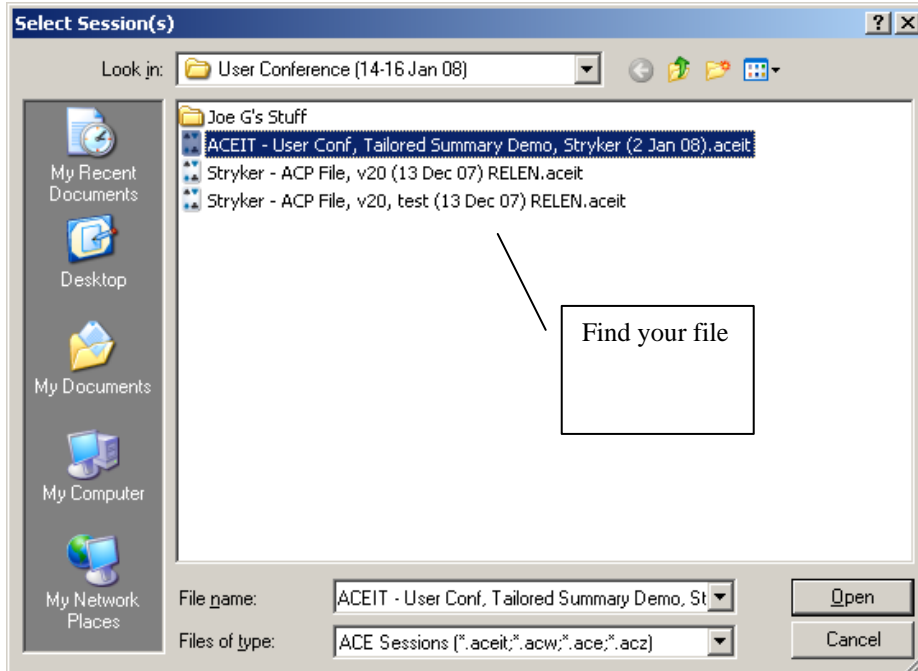 Select Session(s)
Look in:
User Conference (14-16 Jan 08)
My Recent
Documents
Desktop
My Documents
My Computer
My Network
Places
Joe G's Stuff
ACEIT - User Conf, Tailored Summary Demo, Stryker (2 Jan 08).aceit
Stryker - ACP File, v20 (13 Dec 07) RELEN.aceit
Stryker - ACP File, v20, test (13 Dec 07) RELEN.aceit
Find your file
File name:
ACEIT - User Conf, Tailored Summary Demo, St
Open
Files of type:
ACE Sessions (*.aceit;*.acw;*.ace;*.acz)
Cancel